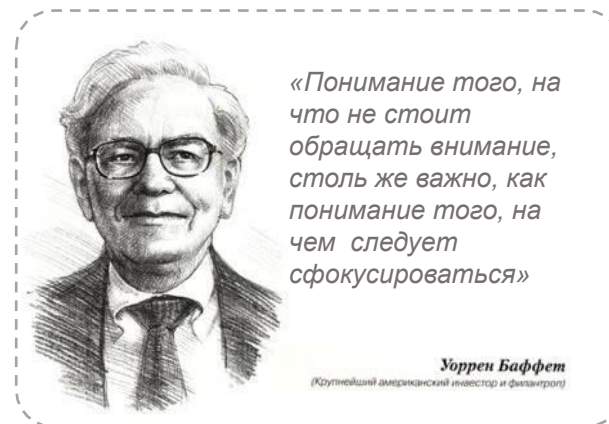 «Понимание того, на
что не стоит
обращать внимание,
столь же важно, как
понимание того, на
чем следует
сфокусироваться»
Уоррен Баффет
(Крупнейший американский инвестор и филантроп)